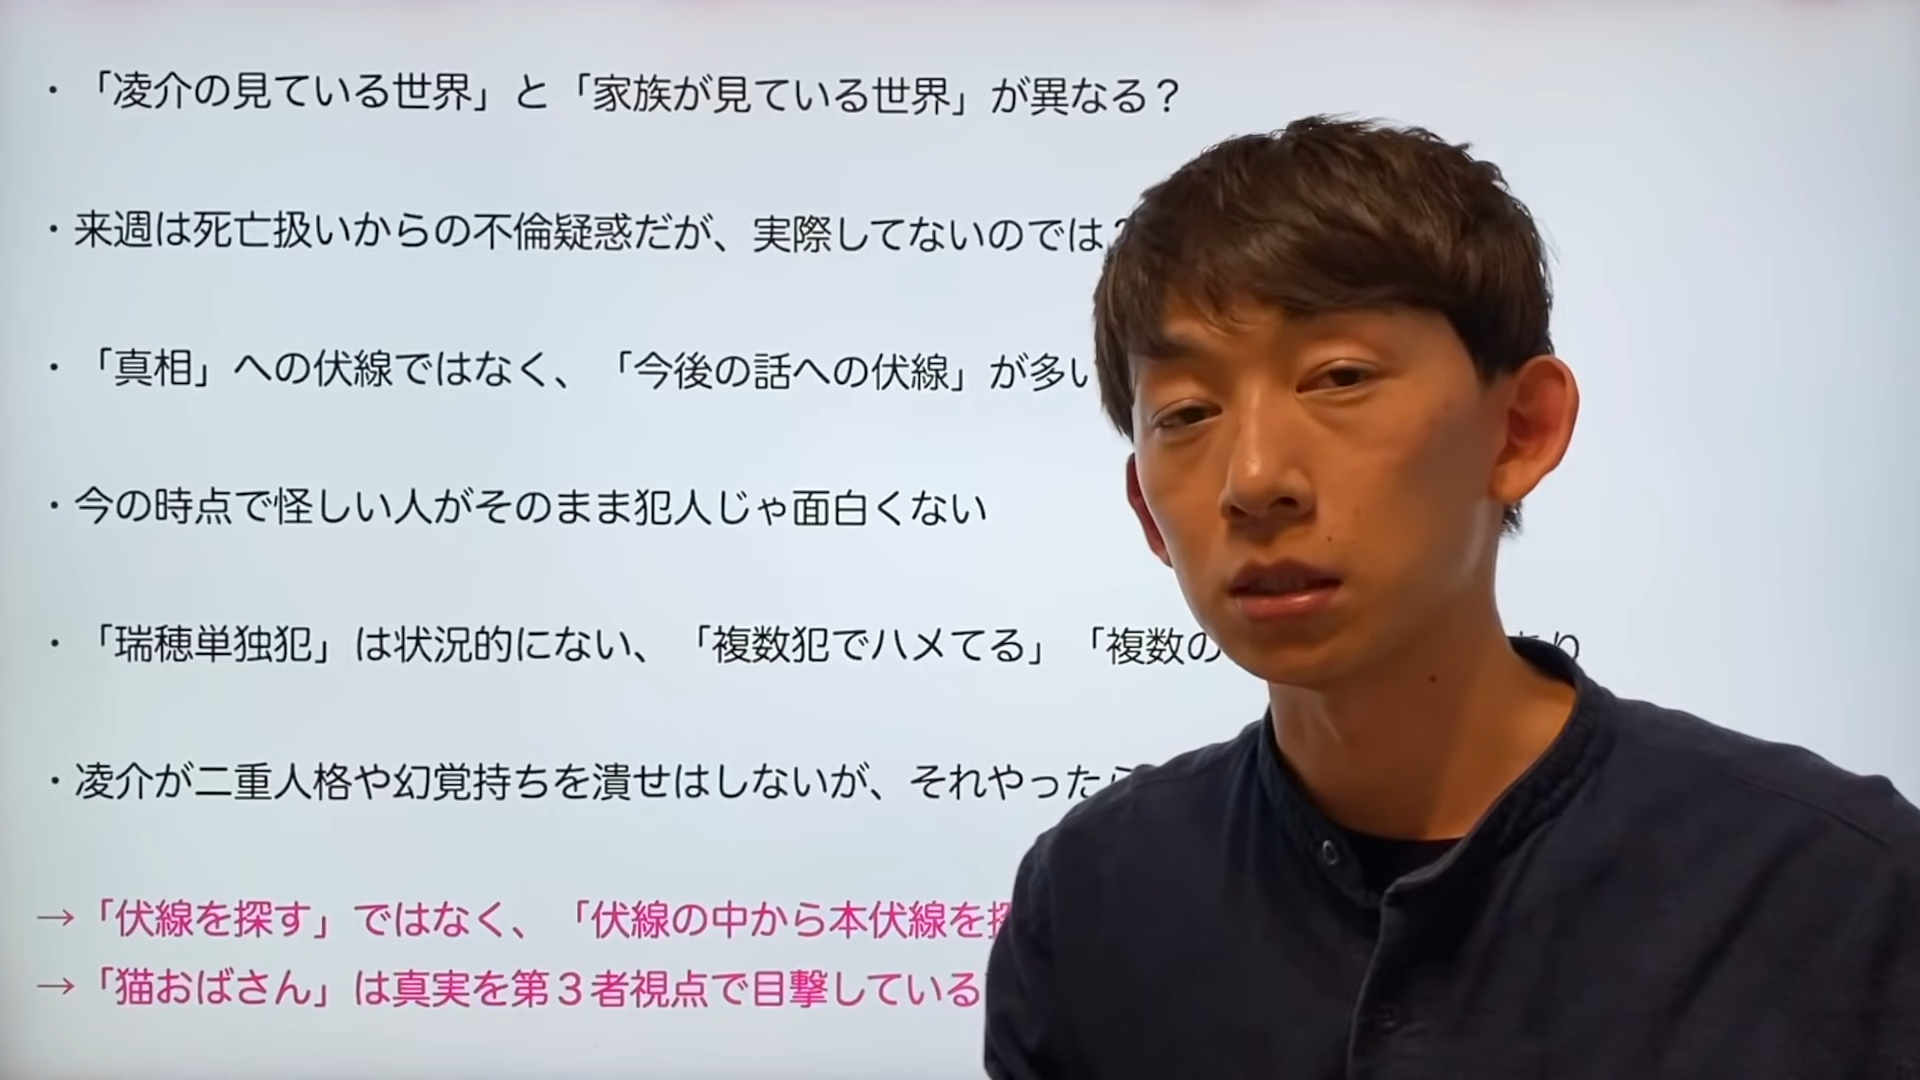 ・「凌介の見ている世界」と「家族が見ている世界」が異なる？
・来週は死亡扱いからの不倫疑惑だが、実際してないのでは？
・「真相」への伏線ではなく、「今後の話への伏線」が多い
・今の時点で怪しい人がそのまま犯人じゃ面白くない
・「瑞穂単独犯」は状況的にない、「複数犯でハメてる」「複数の
・凌介が二重人格や幻覚持ちを潰せはしないが、それやったら
→「伏線を探す」ではなく、「伏線の中から本伏線を探
→「猫おばさん」は真実を第３者視点で目撃している